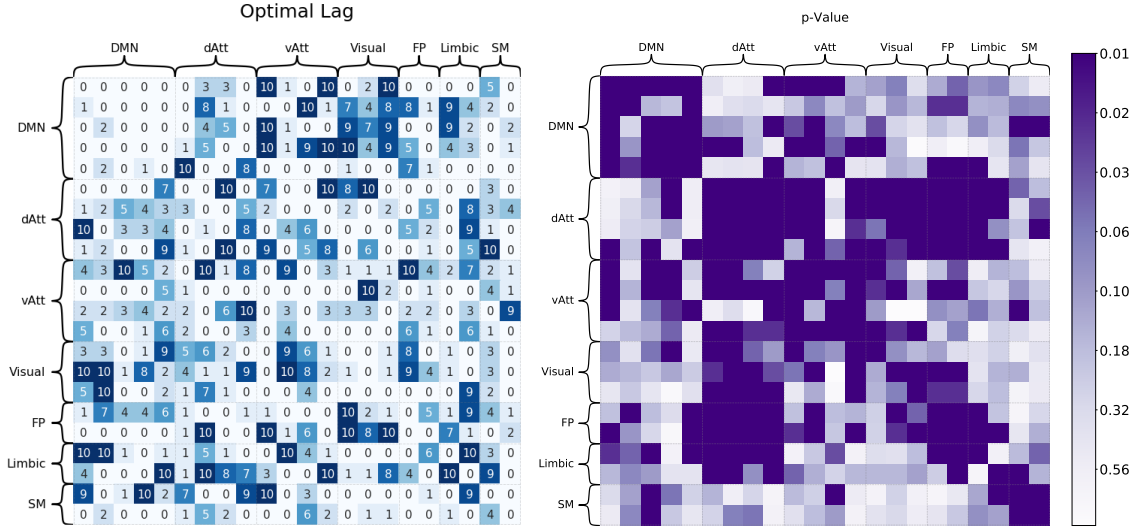 Optimal Lag
DMN dAtt vAtt Visual FP Limbic SM
0 0 0 0 0 0 3 3 0 10 1 0 10 0 2 10 0 0 0 0 5 0
1 0 0 0 0 0 8 1 0 0 0 10 1 7 4 8 8 1 9 4 2 0
DMN 0 2 0 0 0 0 4 5 0 10 1 0 0 9 7 9 0 0 9 2 0 2
0 0 0 0 0 1 5 0 0 10 1 9 10 10 4 9 5 0 4 3 0 1
0 2 0 1 0 10 0 0 8 0 0 0 1 0 0 0 7 1 0 0 0 0
0 0 0 0 7 0 0 10 0 7 0 0 10 8 10 0 0 0 0 0 3 0
dAtt 1 2 5 4 3 3 0 0 5 2 0 0 0 2 0 2 0 5 0 8 3 4
10 0 3 3 4 0 1 0 8 0 4 6 0 0 0 0 5 2 0 9 1 0
1 2 0 0 9 1 0 10 0 9 0 5 8 0 6 0 0 1 0 5 10 0
4 3 10 5 2 0 10 1 8 0 9 0 3 1 1 1 10 4 2 7 2 1
vAtt 0 0 0 0 5 1 0 0 0 0 0 0 0 1 10 2 0 1 0 0 4 1
2 2 3 4 2 2 0 6 10 0 3 0 3 3 3 0 2 2 0 3 0 9
5 0 0 1 6 2 0 0 3 0 4 0 0 0 0 0 6 1 6 1 0 0
3 3 0 1 9 5 6 2 0 0 9 6 1 0 0 1 8 0 1 0 3 0
Visual 10 10 1 8 2 4 1 1 9 0 10 8 2 1 0 0 9 4 0 1 3 0
5 10 0 0 2 1 7 1 0 0 0 4 0 0 0 0 0 0 0 9 2 0
FP 1 7 4 4 6 1 0 0 1 1 0 0 0 10 2 1 0 5 1 9 4 1
0 0 0 0 0 1 10 0 0 10 1 6 0 10 8 10 0 0 7 1 0 2
Limbic 10 10 1 1 0 1 5 1 0 0 10 4 1 0 0 0 0 6 0 10 3 0
4 0 0 0 10 1 10 8 7 3 0 0 10 1 1 8 4 0 10 0 9 0
SM 9 0 1 10 2 7 0 0 9 10 0 3 0 0 0 0 0 1 0 9 0 0
0 2 0 0 0 1 5 2 0 0 1 6 2 0 0 0 0 1 0 0 4 0
p-Value
DMN dAtt vAtt Visual FP Limbic SM
DMN
dAtt
vAtt
Visual
FP
Limbic
SM
0.01
0.02
0.03
0.06
0.10
0.18
0.32
0.56